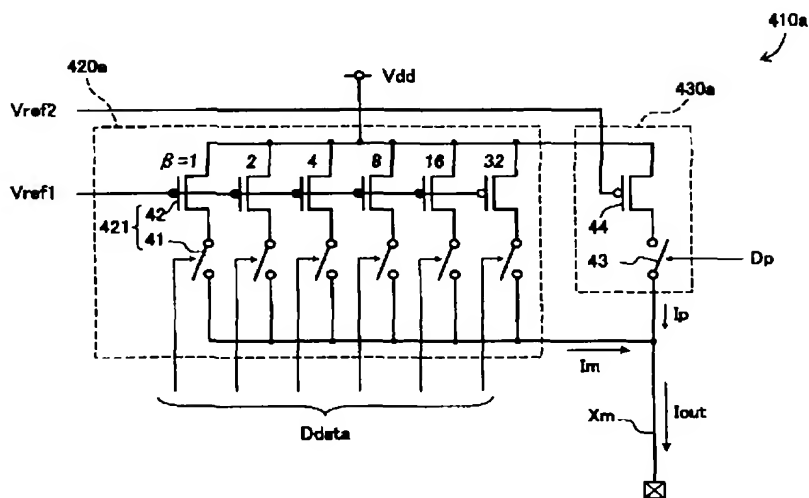 410a
420a
Vdd
430a
Vref2
β=1 2 4 8 16 32
Vref1
42
421
41
44
43
Dp
Ip
Im
Ddata
Xm
Iout